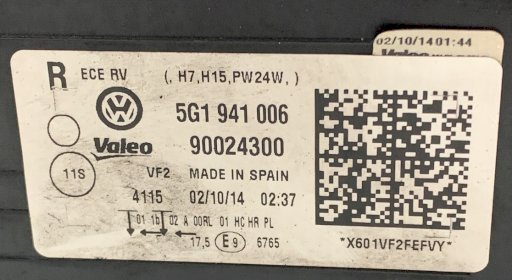 02/10/14 01:44
Valeo
R ECE RV (, H7, H15, PW24W, )
5G1 941 006
Valeo 90024300
11S VF2 MADE IN SPAIN
4115 02/10/14 02:37
01 1b 02 A 00RL 01 HC HR PL
17,5 E9 6765
*X601VF2FEFVY*